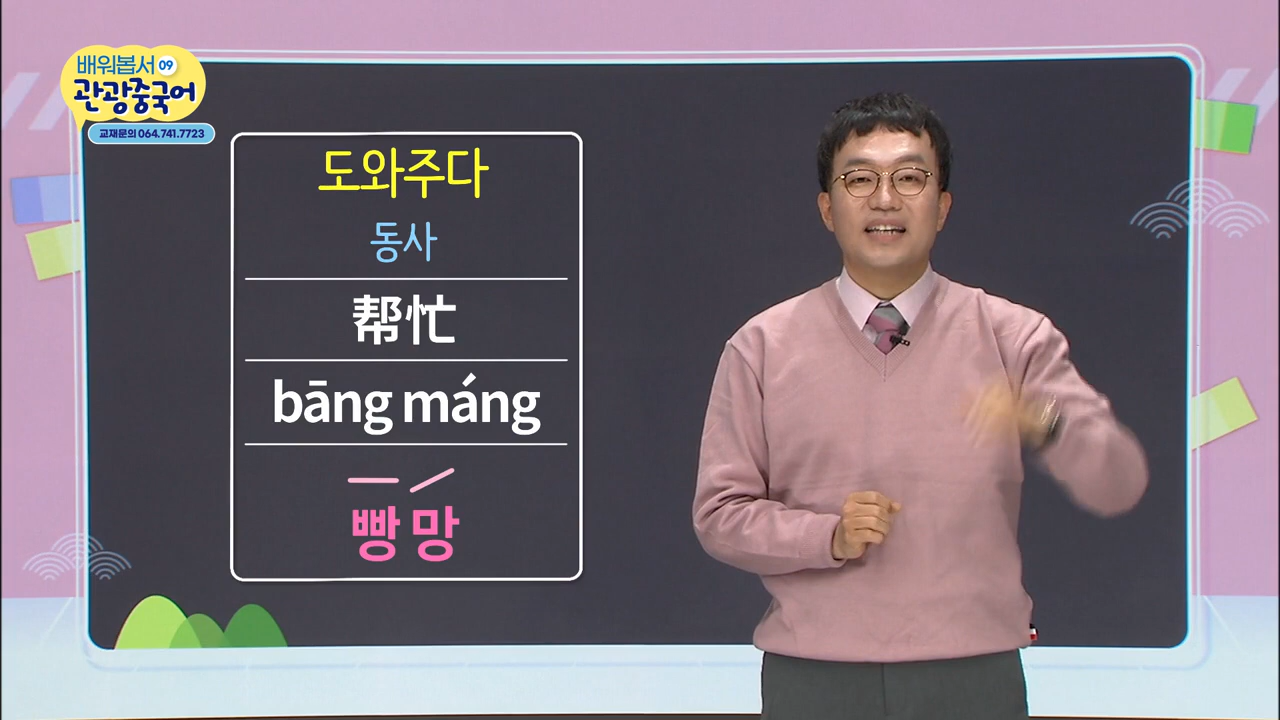 배워봅서 09
관광중국어
교재문의 064.741.7723
도와주다
동사
帮忙
bāng máng
빵 망